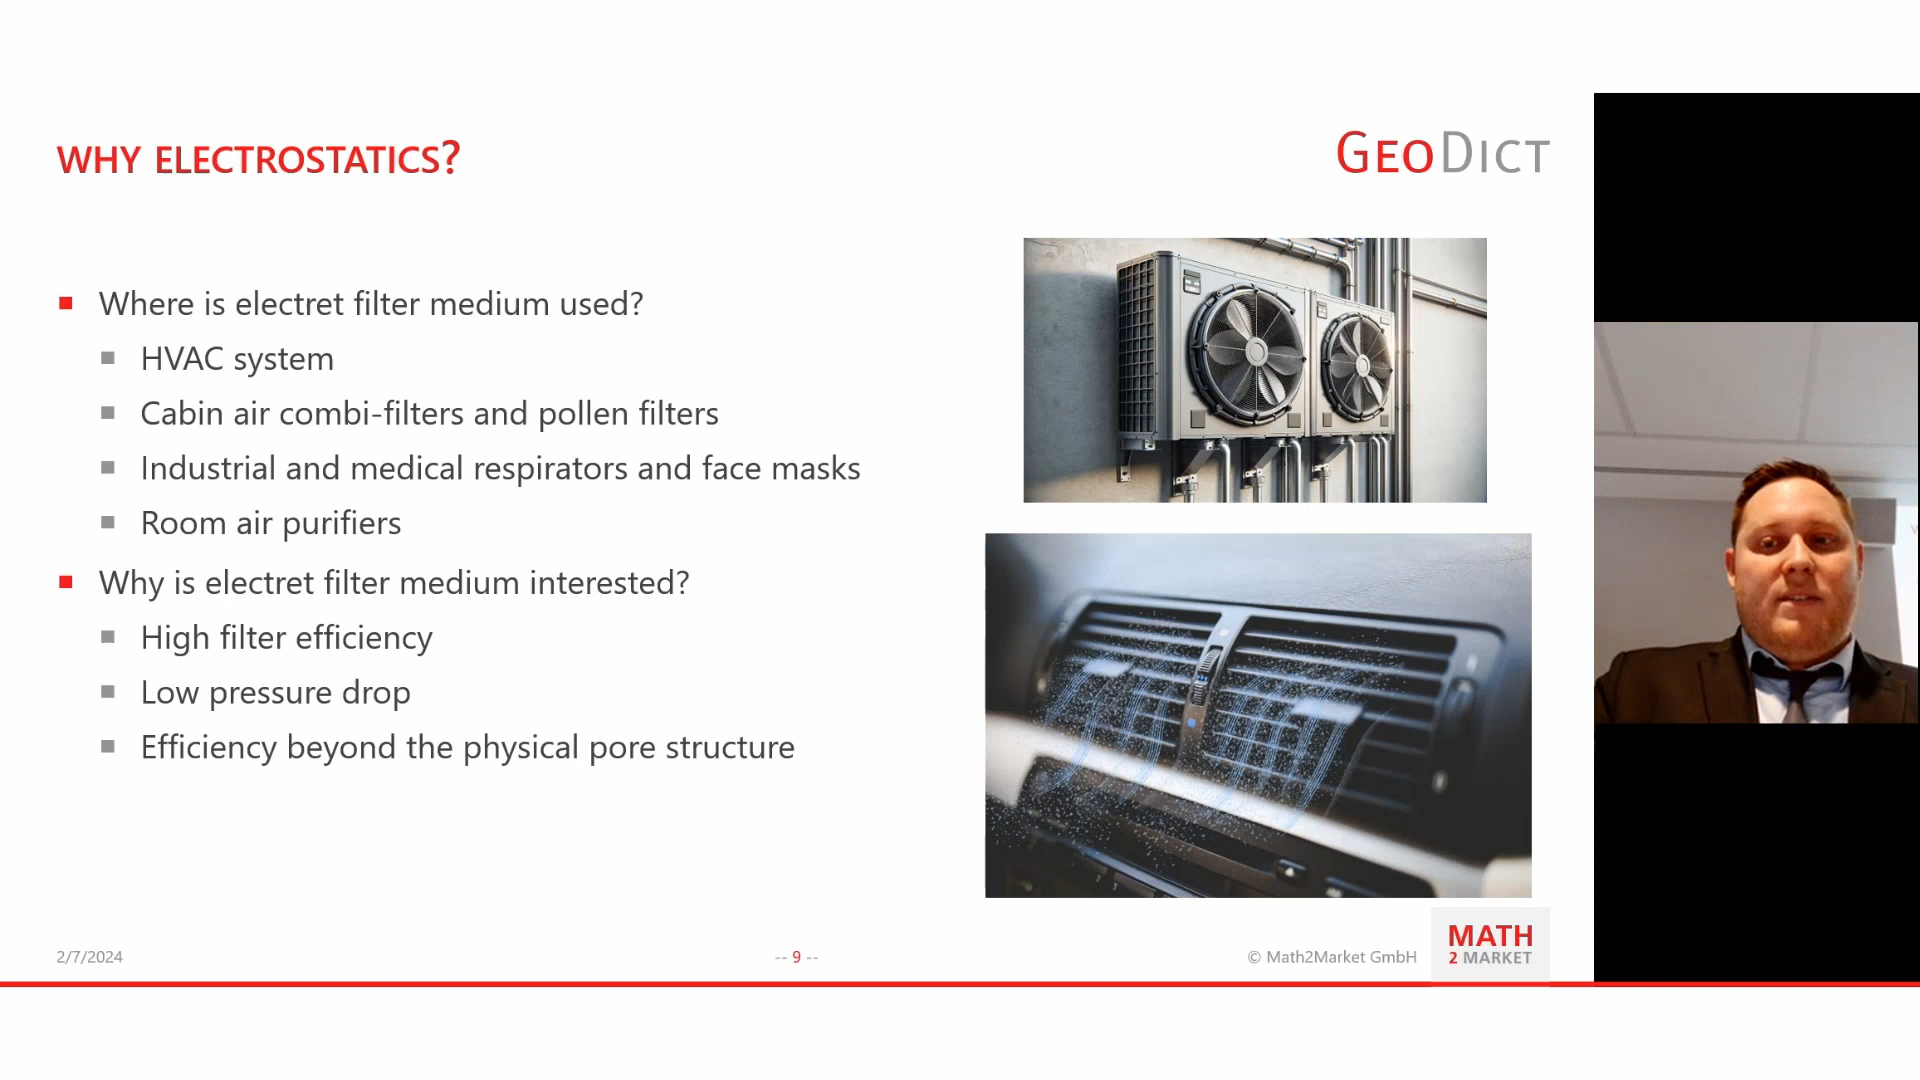 WHY ELECTROSTATICS?
GEODICT
Where is electret filter medium used?
HVAC system
Cabin air combi-filters and pollen filters
Industrial and medical respirators and face masks
Room air purifiers
Why is electret filter medium interested?
High filter efficiency
Low pressure drop
Efficiency beyond the physical pore structure
2/7/2024
-- 9 --
© Math2Market GmbH
MATH
2 MARKET